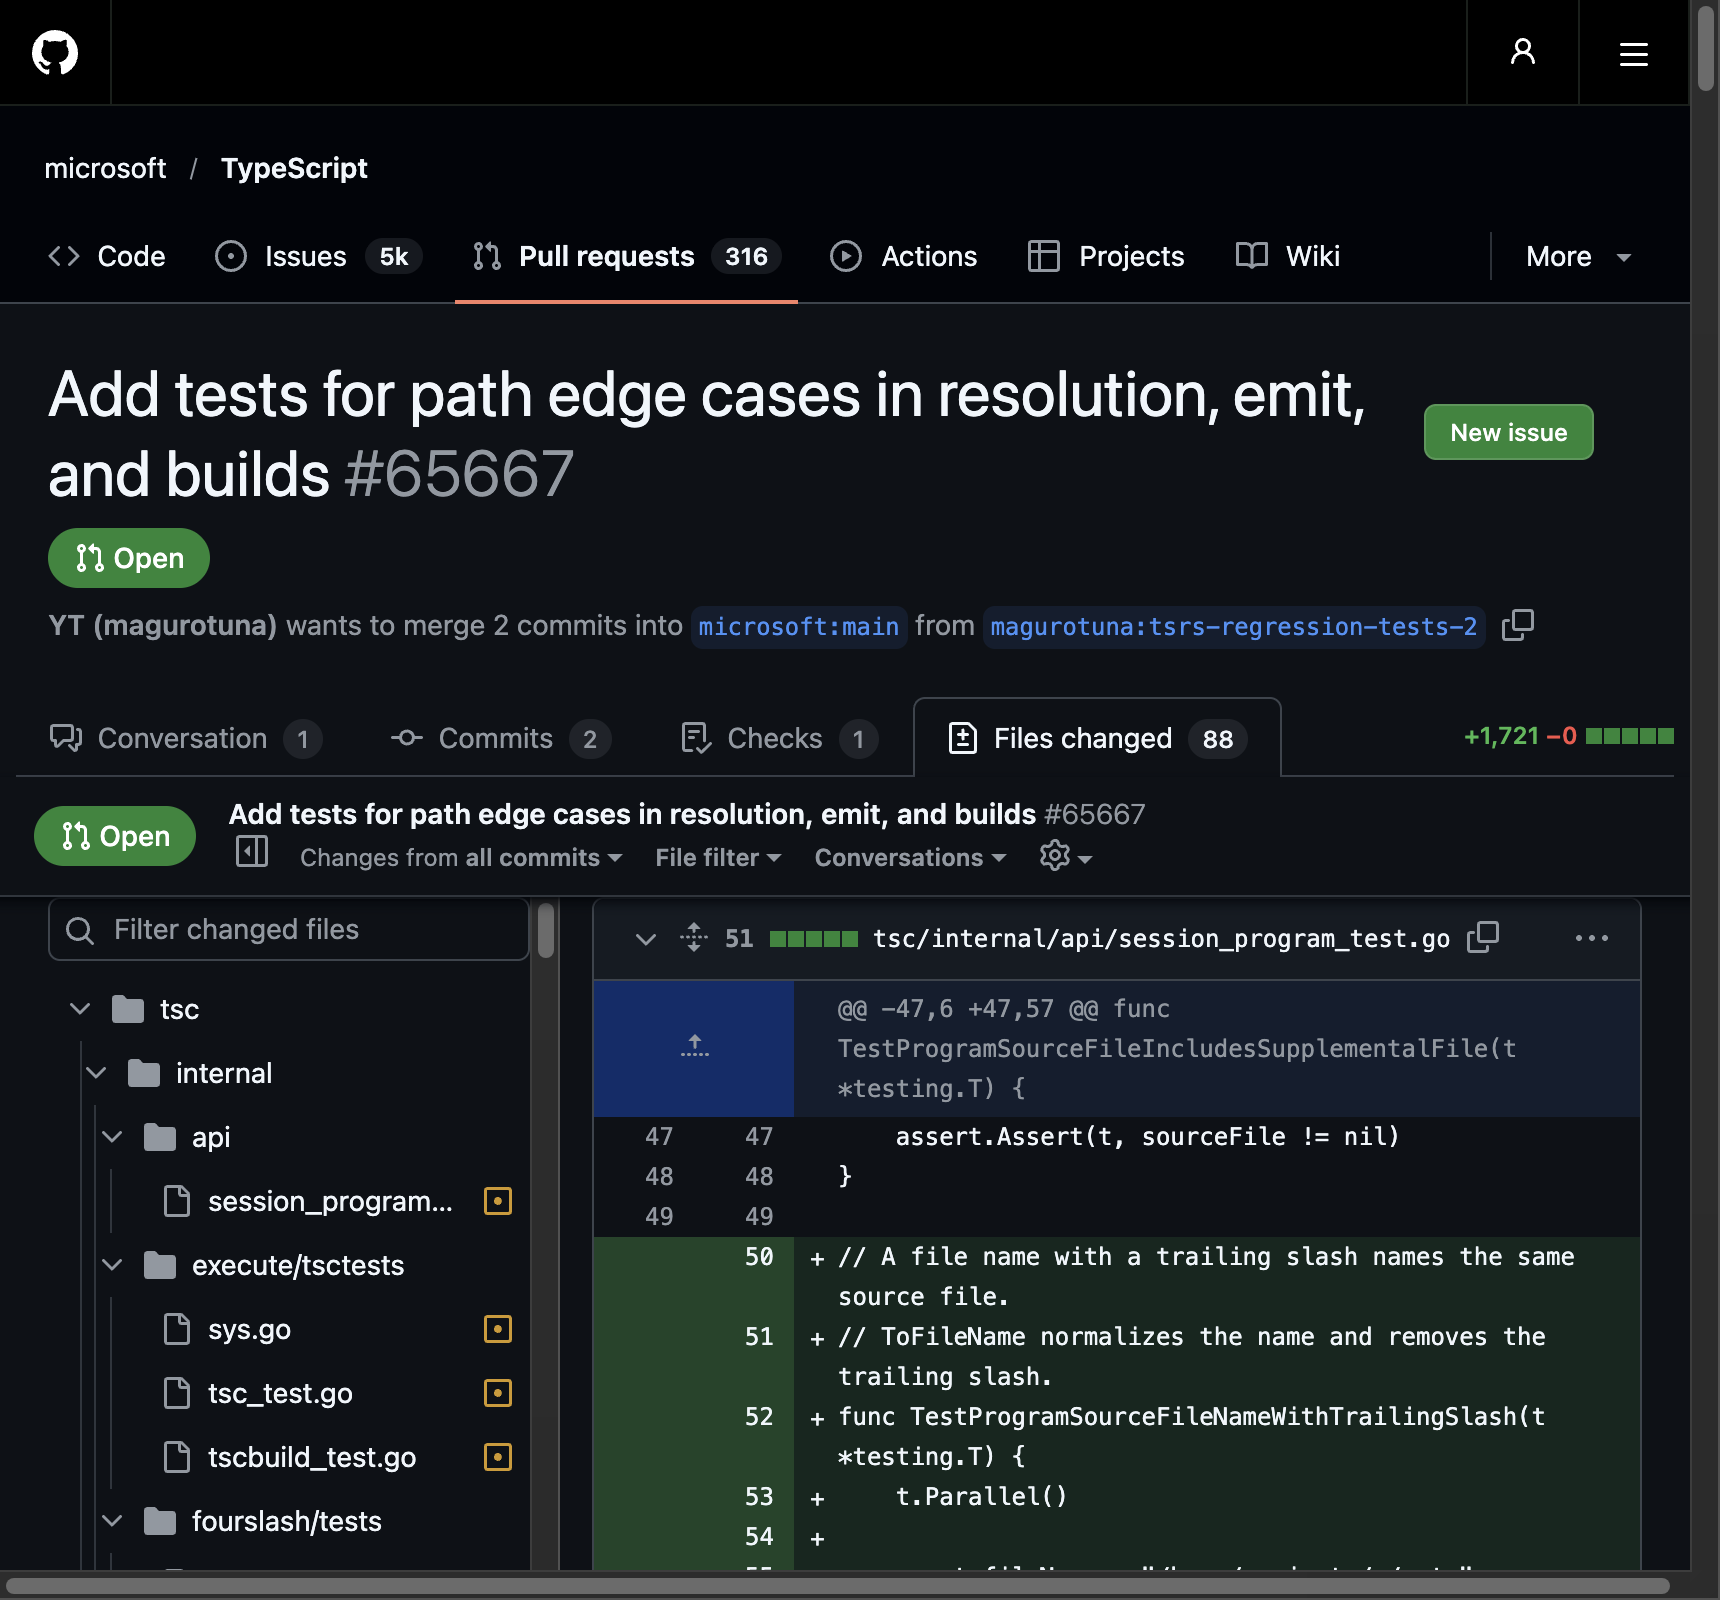 microsoft / TypeScript
Code Issues 5k Pull requests 316 Actions Projects Wiki More
Add tests for path edge cases in resolution, emit,
and builds #65667
New issue
Open
YT (magurotuna) wants to merge 2 commits into microsoft:main from magurotuna:tsrs-regression-tests-2
Conversation 1 Commits 2 Checks 1 Files changed 88 +1,721 −0
Open
Add tests for path edge cases in resolution, emit, and builds #65667
Changes from all commits File filter Conversations
Filter changed files
tsc
internal
api
session_program...
execute/tsctests
sys.go
tsc_test.go
tscbuild_test.go
fourslash/tests
51 tsc/internal/api/session_program_test.go
@@ -47,6 +47,57 @@ func
TestProgramSourceFileIncludesSupplementalFile(t
*testing.T) {
47 47 assert.Assert(t, sourceFile != nil)
48 48 }
49 49
50 + // A file name with a trailing slash names the same
source file.
51 + // ToFileName normalizes the name and removes the
trailing slash.
52 + func TestProgramSourceFileNameWithTrailingSlash(t
*testing.T) {
53 + t.Parallel()
54 +